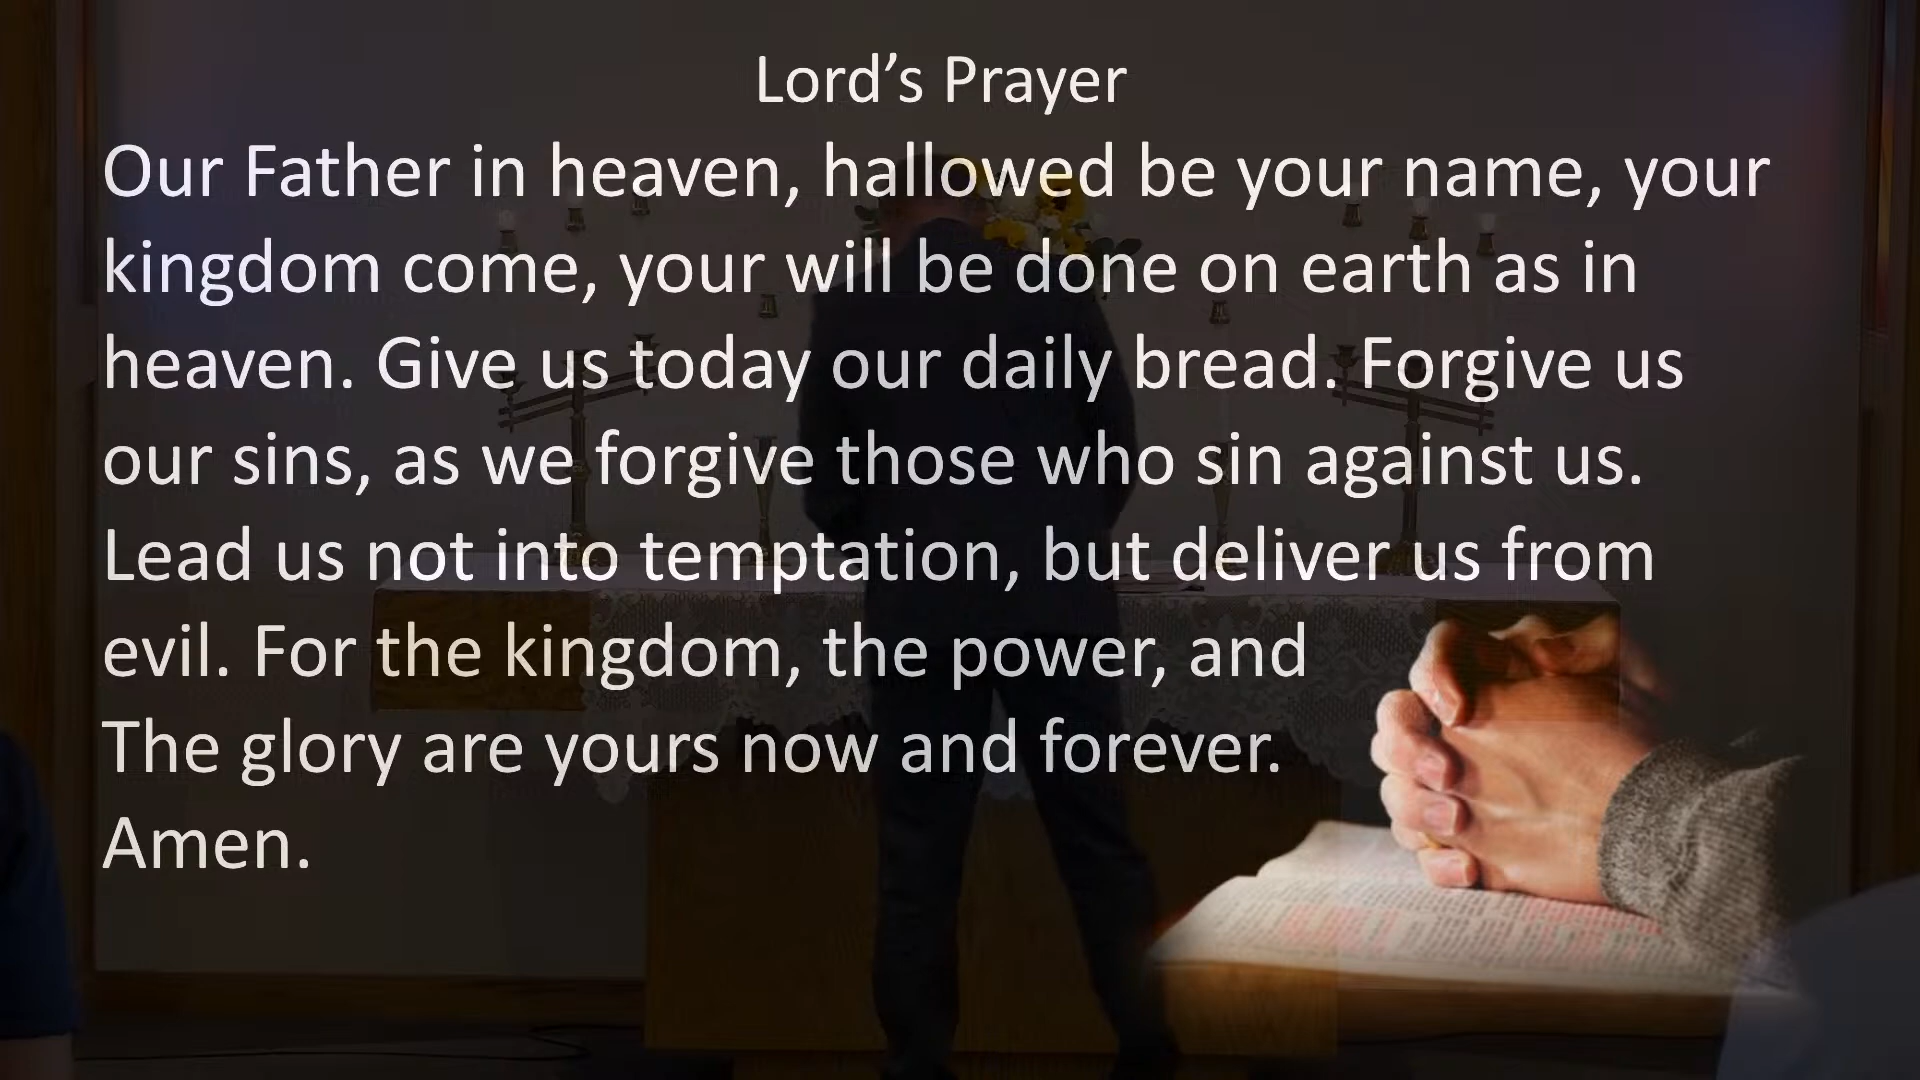 Lord’s Prayer
Our Father in heaven, hallowed be your name, your
kingdom come, your will be done on earth as in
heaven. Give us today our daily bread. Forgive us
our sins, as we forgive those who sin against us.
Lead us not into temptation, but deliver us from
evil. For the kingdom, the power, and
The glory are yours now and forever.
Amen.